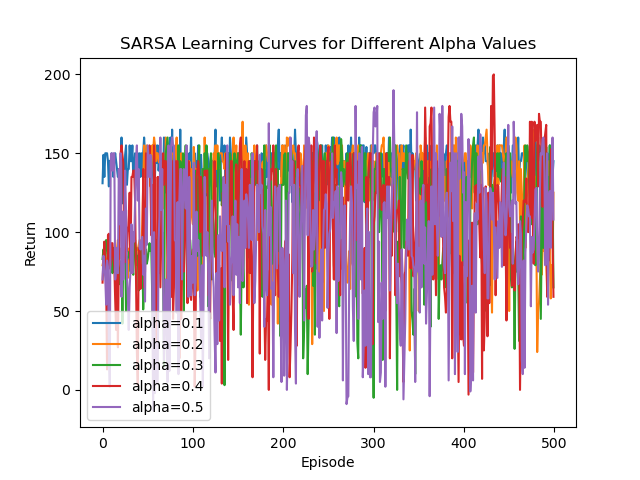 SARSA Learning Curves for Different Alpha Values
200
150
100
50
0
Return
alpha=0.1
alpha=0.2
alpha=0.3
alpha=0.4
alpha=0.5
0 100 200 300 400 500
Episode